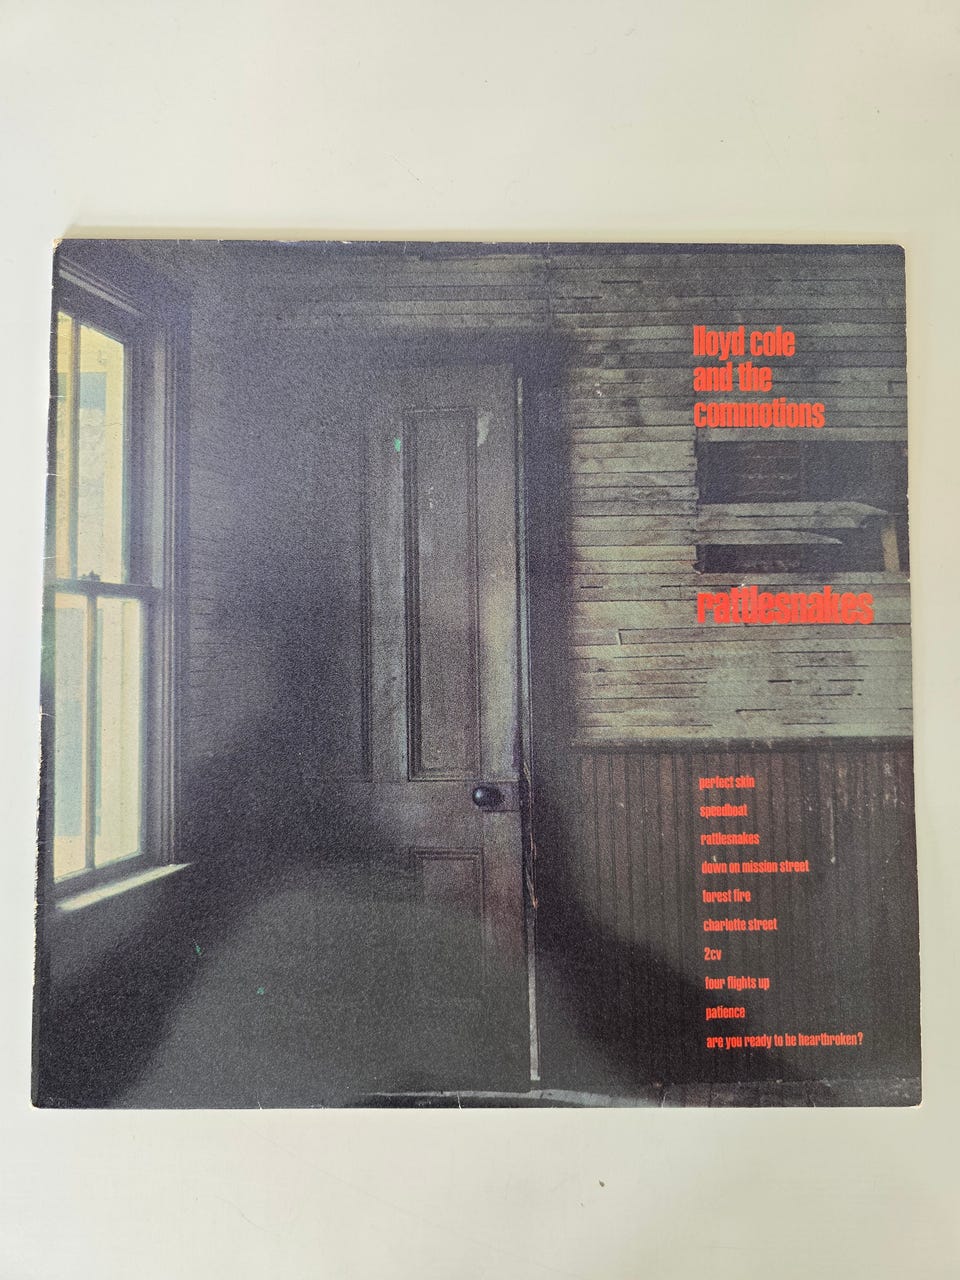 lloyd cole
and the
commotions
rattlesnakes
perfect skin
speedboat
rattlesnakes
down on mission street
forest fire
charlotte street
2cv
four flights up
patience
are you ready to be heartbroken?